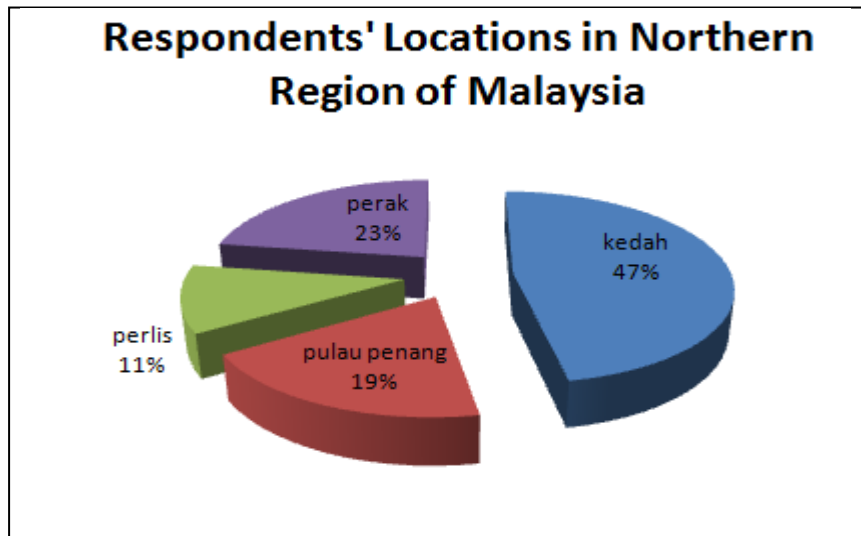 Respondents' Locations in Northern
Region of Malaysia
perak
23%
kedah
47%
perlis
11%
pulau penang
19%